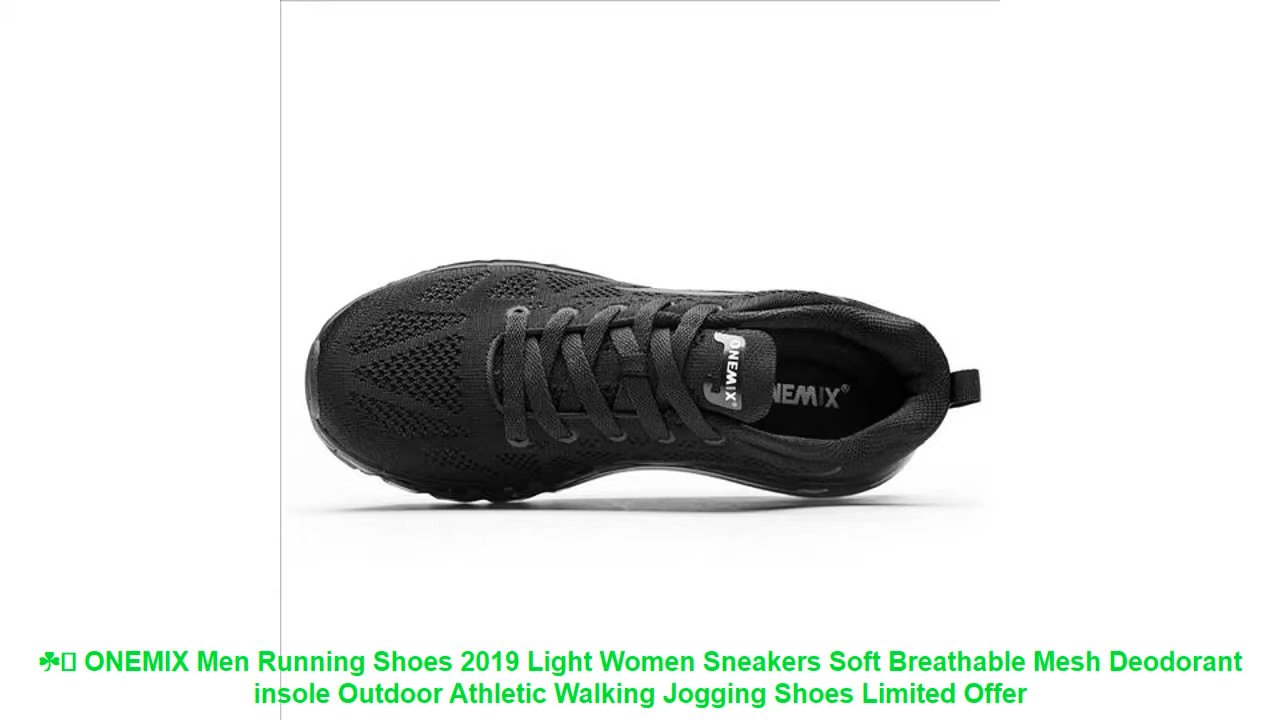 ONEMIX®
NEMIX®
☘️▯ ONEMIX Men Running Shoes 2019 Light Women Sneakers Soft Breathable Mesh Deodorant
insole Outdoor Athletic Walking Jogging Shoes Limited Offer